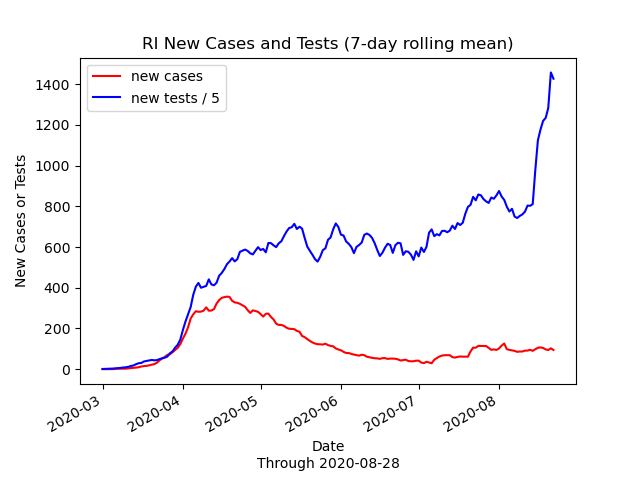 RI New Cases and Tests (7-day rolling mean)
new cases
new tests / 5
New Cases or Tests
1400
1200
1000
800
600
400
200
0
2020-03
2020-04
2020-05
2020-06
2020-07
2020-08
Date
Through 2020-08-28